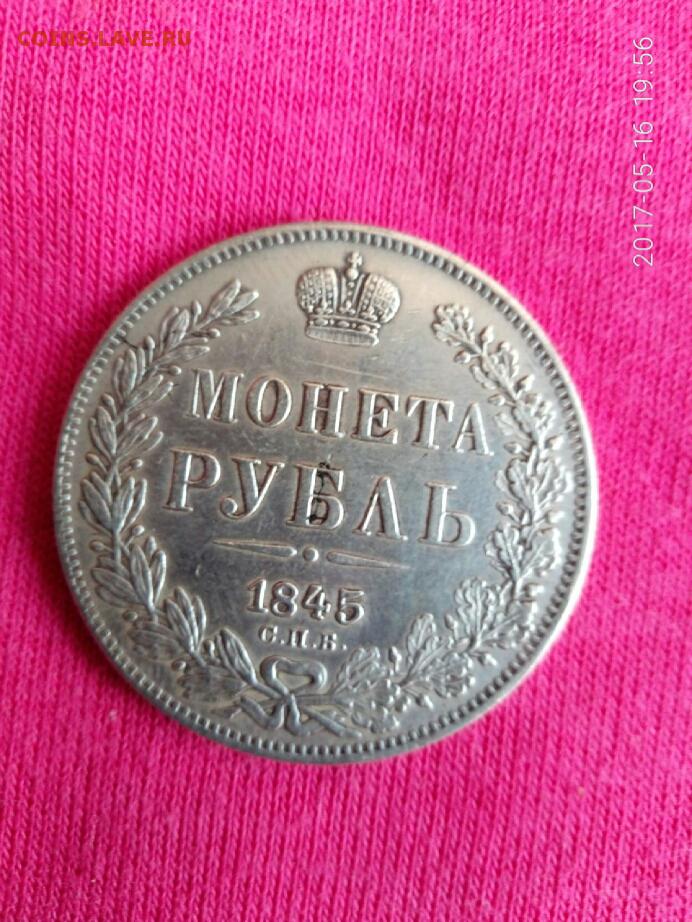 COINS.LAVE.RU
2017-05-16 19:56
МОНЕТА
РУБЛЬ
1845
С.П.Б.